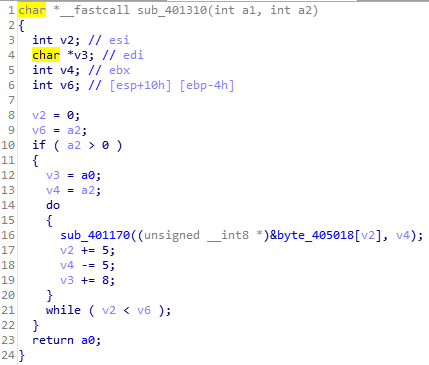 1 char *__fastcall sub_401310(int a1, int a2)
2 {
3 int v2; // esi
4 char *v3; // edi
5 int v4; // ebx
6 int v6; // [esp+10h] [ebp-4h]
7
8 v2 = 0;
9 v6 = a2;
10 if ( a2 > 0 )
11 {
12 v3 = a0;
13 v4 = a2;
14 do
15 {
16 sub_401170((unsigned __int8 *)&byte_405018[v2], v4);
17 v2 += 5;
18 v4 -= 5;
19 v3 += 8;
20 }
21 while ( v2 < v6 );
22 }
23 return a0;
24 }